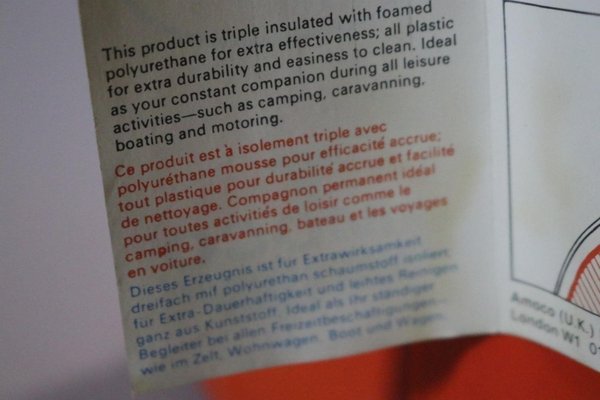 This product is triple insulated with foamed
polyurethane for extra effectiveness; all plastic
for extra durability and easiness to clean. Ideal
as your constant companion during all leisure
activities—such as camping, caravanning,
boating and motoring.
Ce produit est à isolement triple avec
polyuréthane mousse pour efficacité accrue;
tout plastique pour durabilité accrue et facilité
de nettoyage. Compagnon permanent idéal
pour toutes activitiés de loisir comme le
camping, caravanning, bateau et les voyages
en voiture.
Dieses Erzeugnis ist für Extrawirksamkeit
dreifach mif polyurethan schaumstoff isoliert;
für Extra-Dauerhaftigkeit und leihtes Reinigen
ganz aus Kunststoff. Ideal als Ihr ständiger
Begleiter bei allen Freizeitbeschaftigungen—
wie im Zelt, Wohnwagen, Boot und Wagen.
Amoco (U.K.)
London W1 01